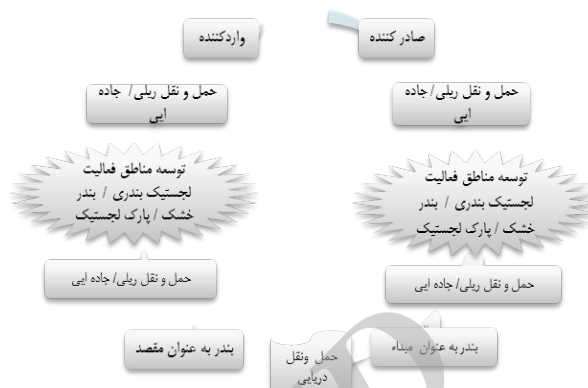 صادر کننده
واردکننده
حمل و نقل ریلی/جاده
ایی
حمل و نقل ریلی/ جاده
ایی
توسعه مناطق فعالیت
لجستیک بندری / بندر
خشک / پارک لجستیک
توسعه مناطق فعالیت
لجستیک بندری / بندر
خشک / پارک لجستیک
حمل و نقل ریلی/ جاده ایی
حمل و نقل ریلی/ جاده ایی
بندر به عنوان مبداء
حمل ونقل
دریایی
بندر به عنوان مقصد